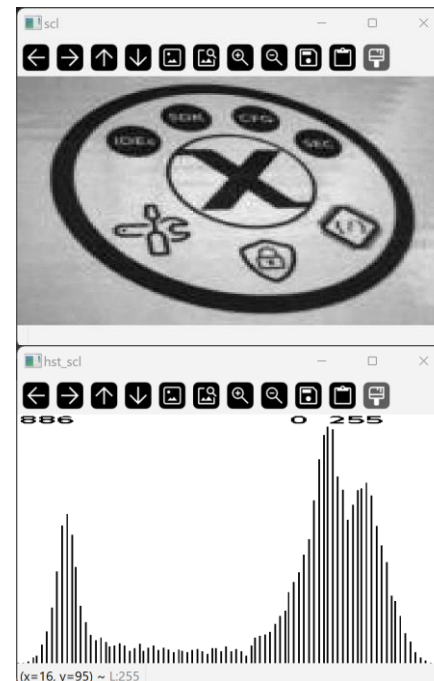 scl
SDK
CFG
IDEs
SEC
X
hst_scl
886 0 255
(x=16, y=95) ~ L:255